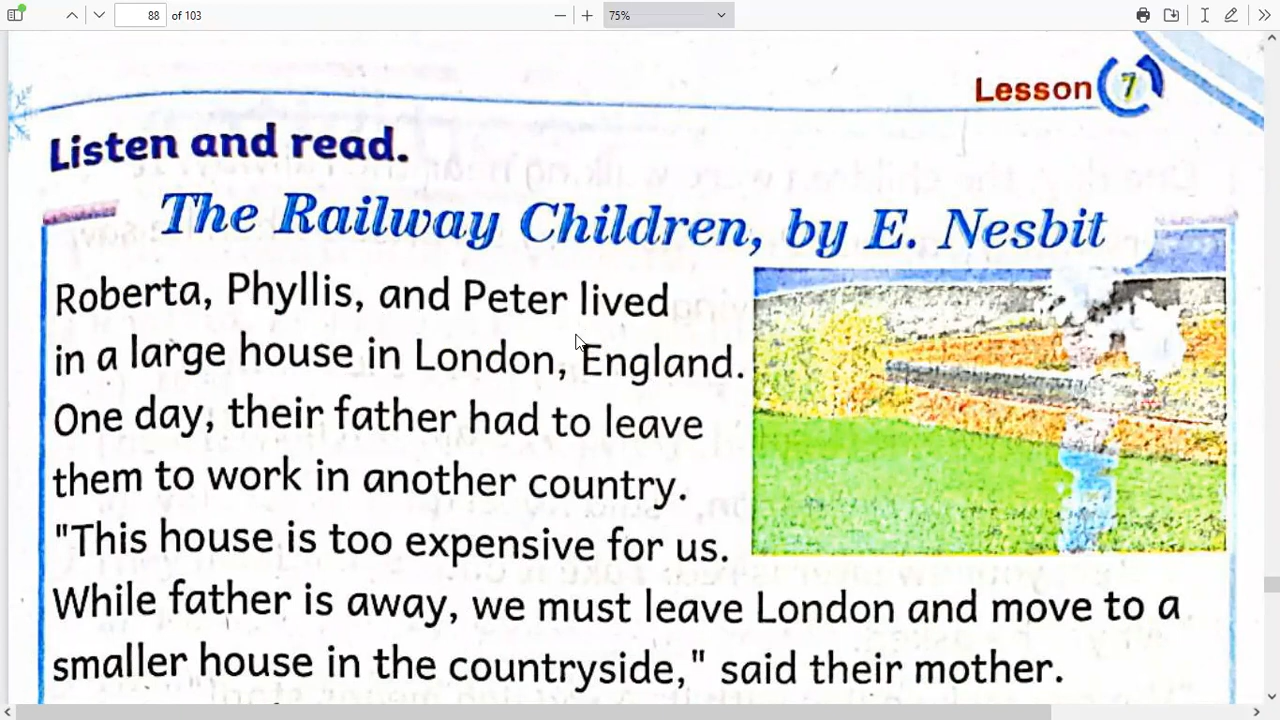 88 of 103
75%
Lesson 7
Listen and read.
The Railway Children, by E. Nesbit
Roberta, Phyllis, and Peter lived
in a large house in London, England.
One day, their father had to leave
them to work in another country.
"This house is too expensive for us.
While father is away, we must leave London and move to a
smaller house in the countryside," said their mother.